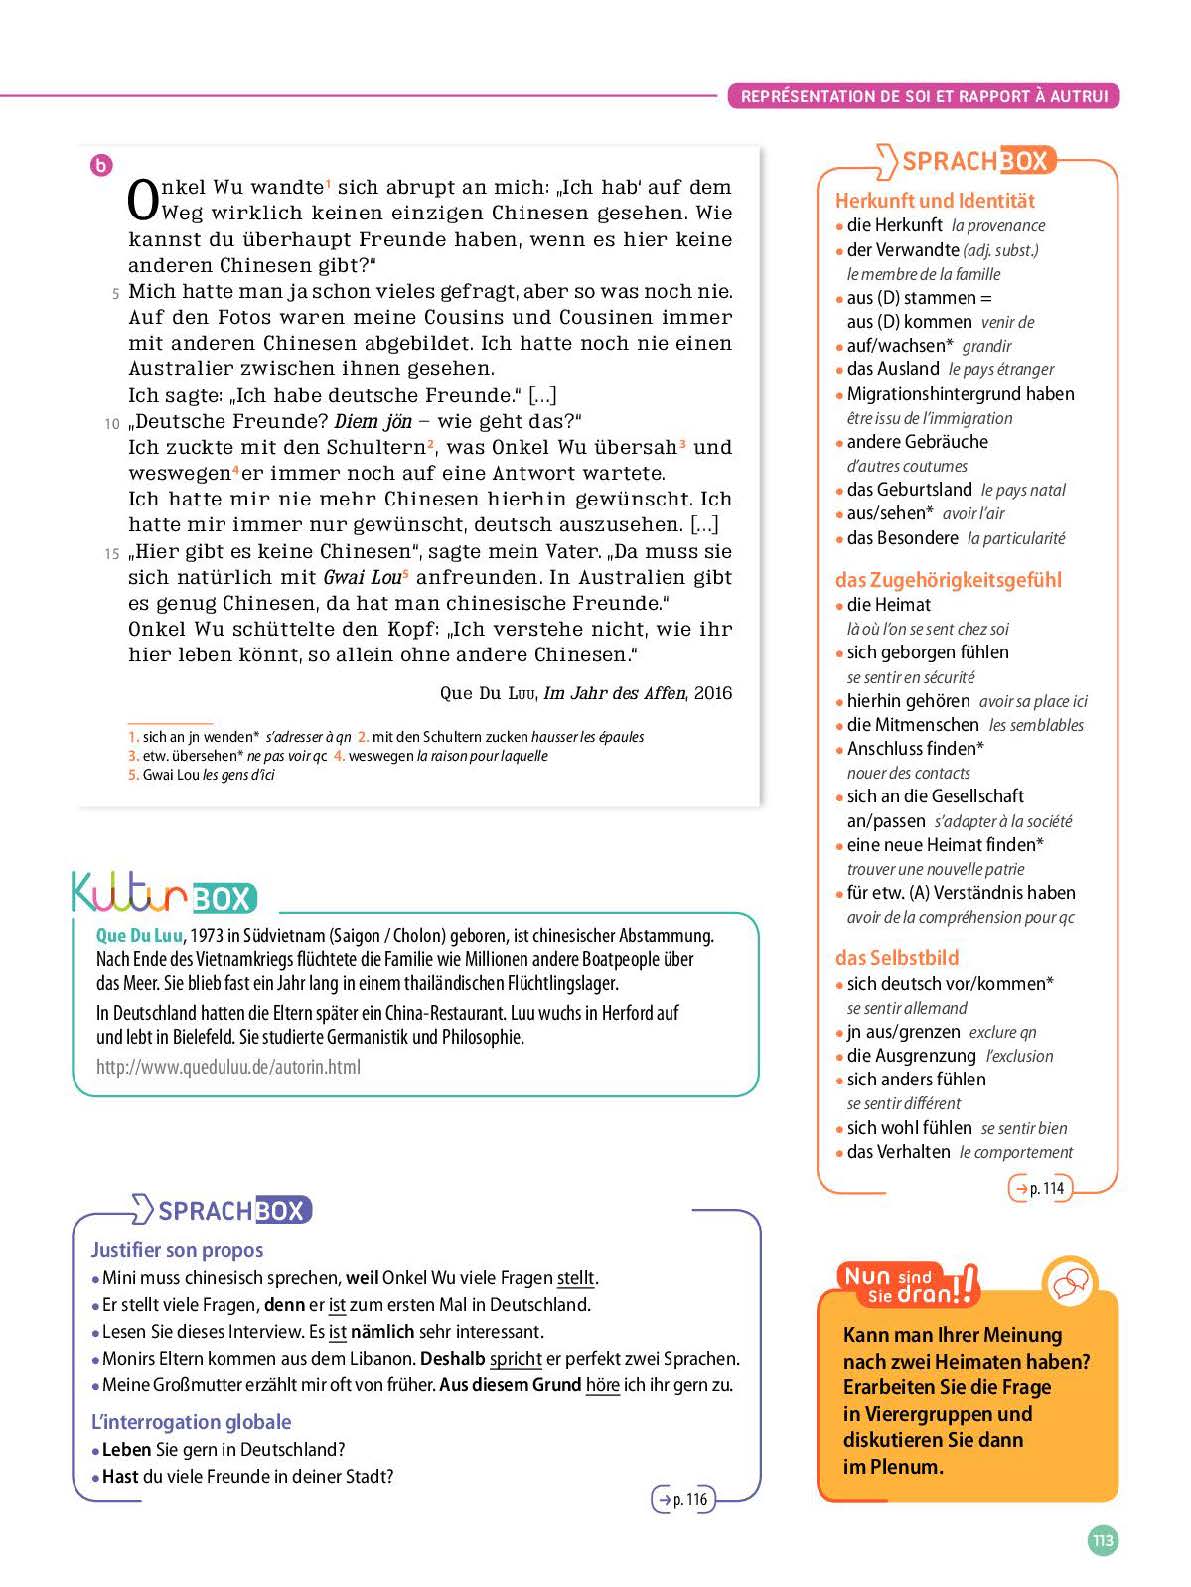 REPRÉSENTATION DE SOI ET RAPPORT À AUTRUI
b
Onkel Wu wandte1 sich abrupt an mich: „Ich hab‘ auf dem
Weg wirklich keinen einzigen Chinesen gesehen. Wie
kannst du überhaupt Freunde haben, wenn es hier keine
anderen Chinesen gibt?“
5 Mich hatte man ja schon vieles gefragt, aber so was noch nie.
Auf den Fotos waren meine Cousins und Cousinen immer
mit anderen Chinesen abgebildet. Ich hatte noch nie einen
Australier zwischen ihnen gesehen.
Ich sagte: „Ich habe deutsche Freunde.“ [...]
10 „Deutsche Freunde? Diem jön – wie geht das?“
Ich zuckte mit den Schultern2, was Onkel Wu übersah3 und
weswegen4 er immer noch auf eine Antwort wartete.
Ich hatte mir nie mehr Chinesen hierhin gewünscht. Ich
hatte mir immer nur gewünscht, deutsch auszusehen. [...]
15 „Hier gibt es keine Chinesen“, sagte mein Vater. „Da muss sie
sich natürlich mit Gwai Lou5 anfreunden. In Australien gibt
es genug Chinesen, da hat man chinesische Freunde.“
Onkel Wu schüttelte den Kopf: „Ich verstehe nicht, wie ihr
hier leben könnt, so allein ohne andere Chinesen.“
Que Du Luu, Im Jahr des Affen, 2016
1. sich an jn wenden* s’adresser à qn 2. mit den Schultern zucken hausser les épaules
3. etw. übersehen* ne pas voir qc 4. weswegen la raison pour laquelle
5. Gwai Lou les gens d’ici
Kultur BOX
Que Du Luu, 1973 in Südvietnam (Saigon / Cholon) geboren, ist chinesischer Abstammung.
Nach Ende des Vietnamkriegs flüchtete die Familie wie Millionen andere Boatpeople über
das Meer. Sie blieb fast ein Jahr lang in einem thailändischen Flüchtlingslager.
In Deutschland hatten die Eltern später ein China-Restaurant. Luu wuchs in Herford auf
und lebt in Bielefeld. Sie studierte Germanistik und Philosophie.
http://www.queduluu.de/autorin.html
SPRACHBOX
Justifier son propos
• Mini muss chinesisch sprechen, weil Onkel Wu viele Fragen stellt.
• Er stellt viele Fragen, denn er ist zum ersten Mal in Deutschland.
• Lesen Sie dieses Interview. Es ist nämlich sehr interessant.
• Monirs Eltern kommen aus dem Libanon. Deshalb spricht er perfekt zwei Sprachen.
• Meine Großmutter erzählt mir oft von früher. Aus diesem Grund höre ich ihr gern zu.
L’interrogation globale
• Leben Sie gern in Deutschland?
• Hast du viele Freunde in deiner Stadt?
→ p. 116
SPRACHBOX
Herkunft und Identität
• die Herkunft la provenance
• der Verwandte (adj. subst.)
le membre de la famille
• aus (D) stammen =
aus (D) kommen venir de
• auf/wachsen* grandir
• das Ausland le pays étranger
• Migrationshintergrund haben
être issu de l’immigration
• andere Gebräuche
d’autres coutumes
• das Geburtsland le pays natal
• aus/sehen* avoir l’air
• das Besondere la particularité
das Zugehörigkeitsgefühl
• die Heimat
là où l’on se sent chez soi
• sich geborgen fühlen
se sentir en sécurité
• hierhin gehören avoir sa place ici
• die Mitmenschen les semblables
• Anschluss finden*
nouer des contacts
• sich an die Gesellschaft
an/passen s’adapter à la société
• eine neue Heimat finden*
trouver une nouvelle patrie
• für etw. (A) Verständnis haben
avoir de la compréhension pour qc
das Selbstbild
• sich deutsch vor/kommen*
se sentir allemand
• jn aus/grenzen exclure qn
• die Ausgrenzung l’exclusion
• sich anders fühlen
se sentir différent
• sich wohl fühlen se sentir bien
• das Verhalten le comportement
→ p. 114
Nun sind
Sie dran!!
Kann man Ihrer Meinung
nach zwei Heimaten haben?
Erarbeiten Sie die Frage
in Vierergruppen und
diskutieren Sie dann
im Plenum.
113